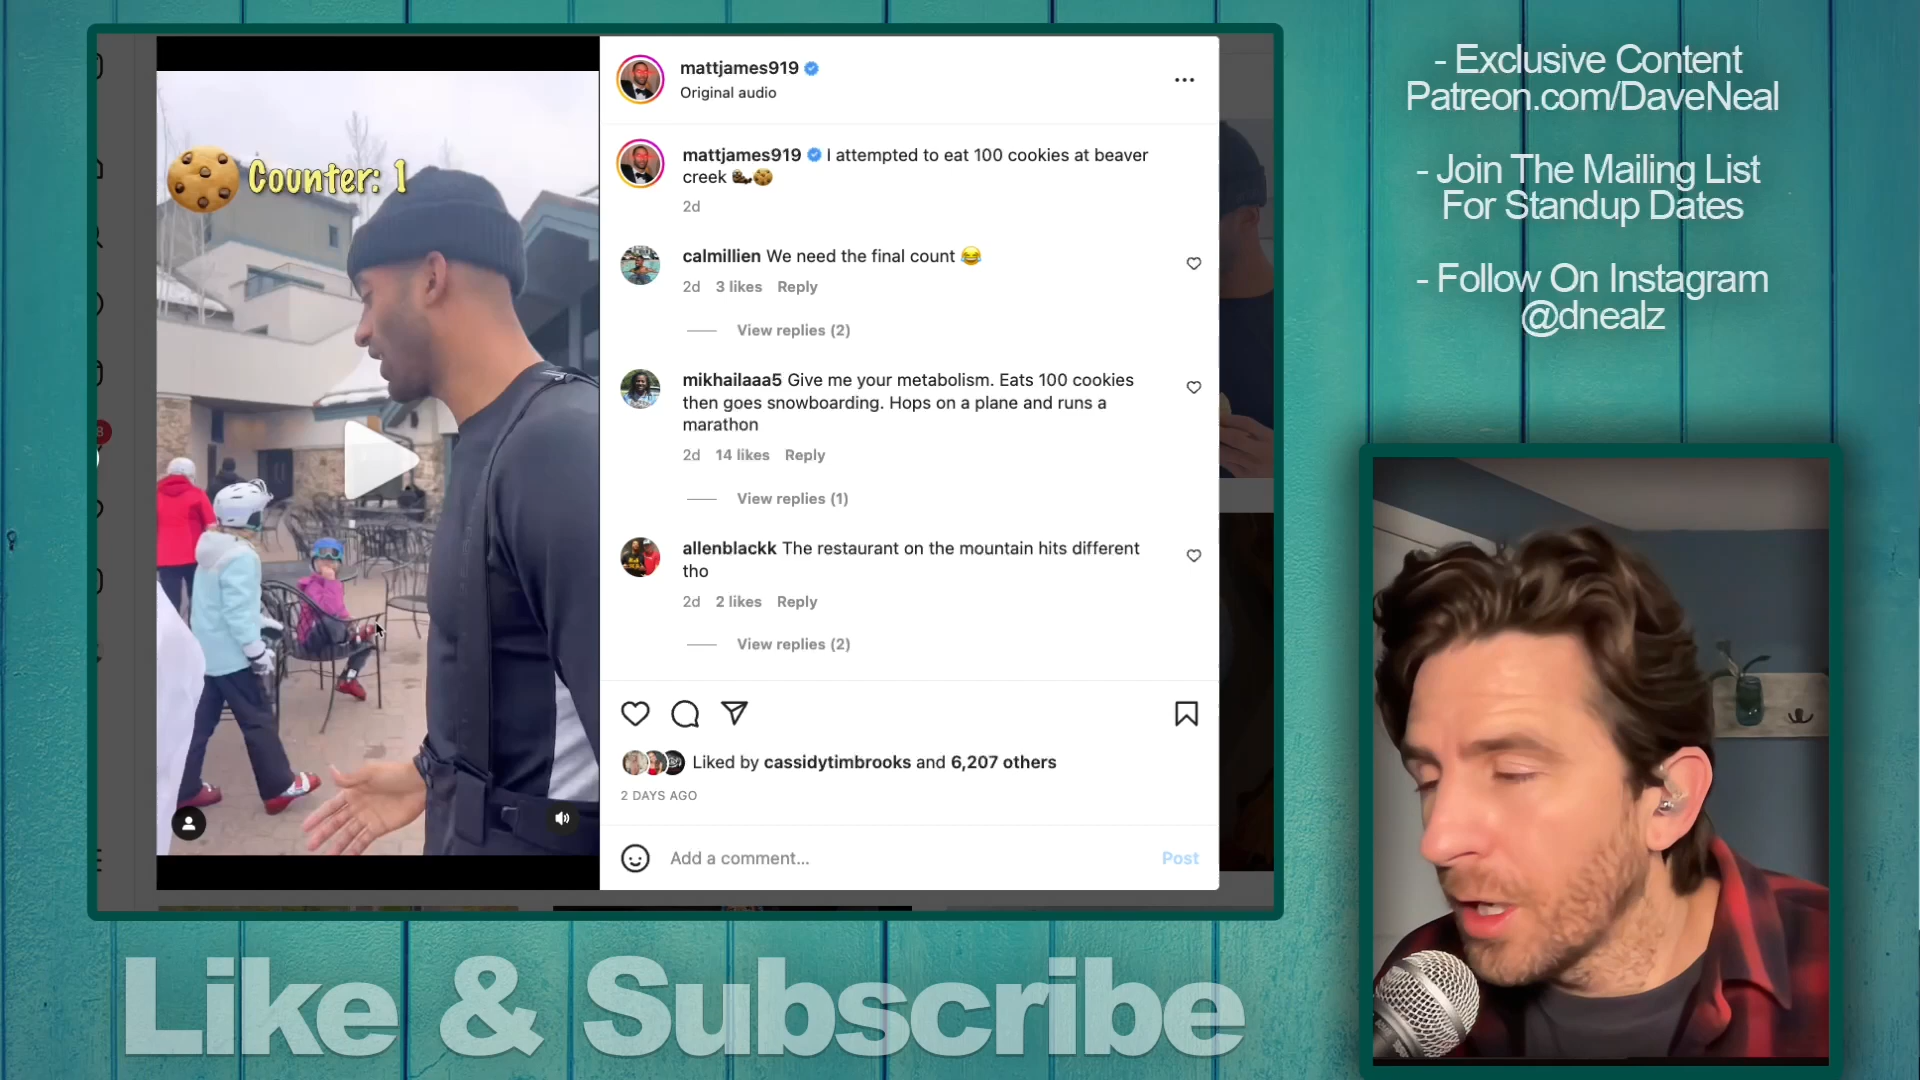 Counter: 1
mattjames919
Original audio
mattjames919 I attempted to eat 100 cookies at beaver
creek
2d
calmillien We need the final count
2d 3 likes Reply
View replies (2)
mikhailaaa5 Give me your metabolism. Eats 100 cookies
then goes snowboarding. Hops on a plane and runs a
marathon
2d 14 likes Reply
View replies (1)
allenblackk The restaurant on the mountain hits different
tho
2d 2 likes Reply
View replies (2)
Liked by cassidytimbrooks and 6,207 others
2 DAYS AGO
Add a comment...
Post
8
- Exclusive Content
Patreon.com/DaveNeal
- Join The Mailing List
For Standup Dates
- Follow On Instagram
@dnealz
Like & Subscribe